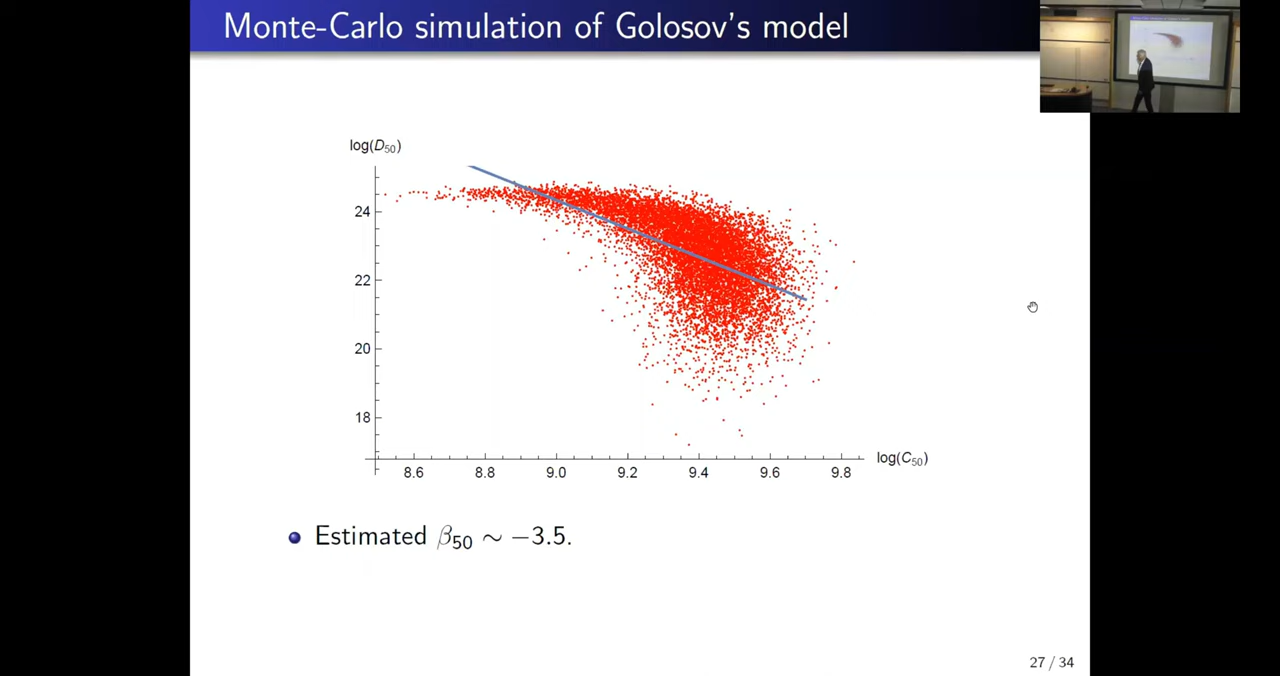 Monte-Carlo simulation of Golosov's model
log(D50)
24
22
20
18
8.6 8.8 9.0 9.2 9.4 9.6 9.8
log(C50)
Estimated β50 ∼ −3.5.
27 / 34